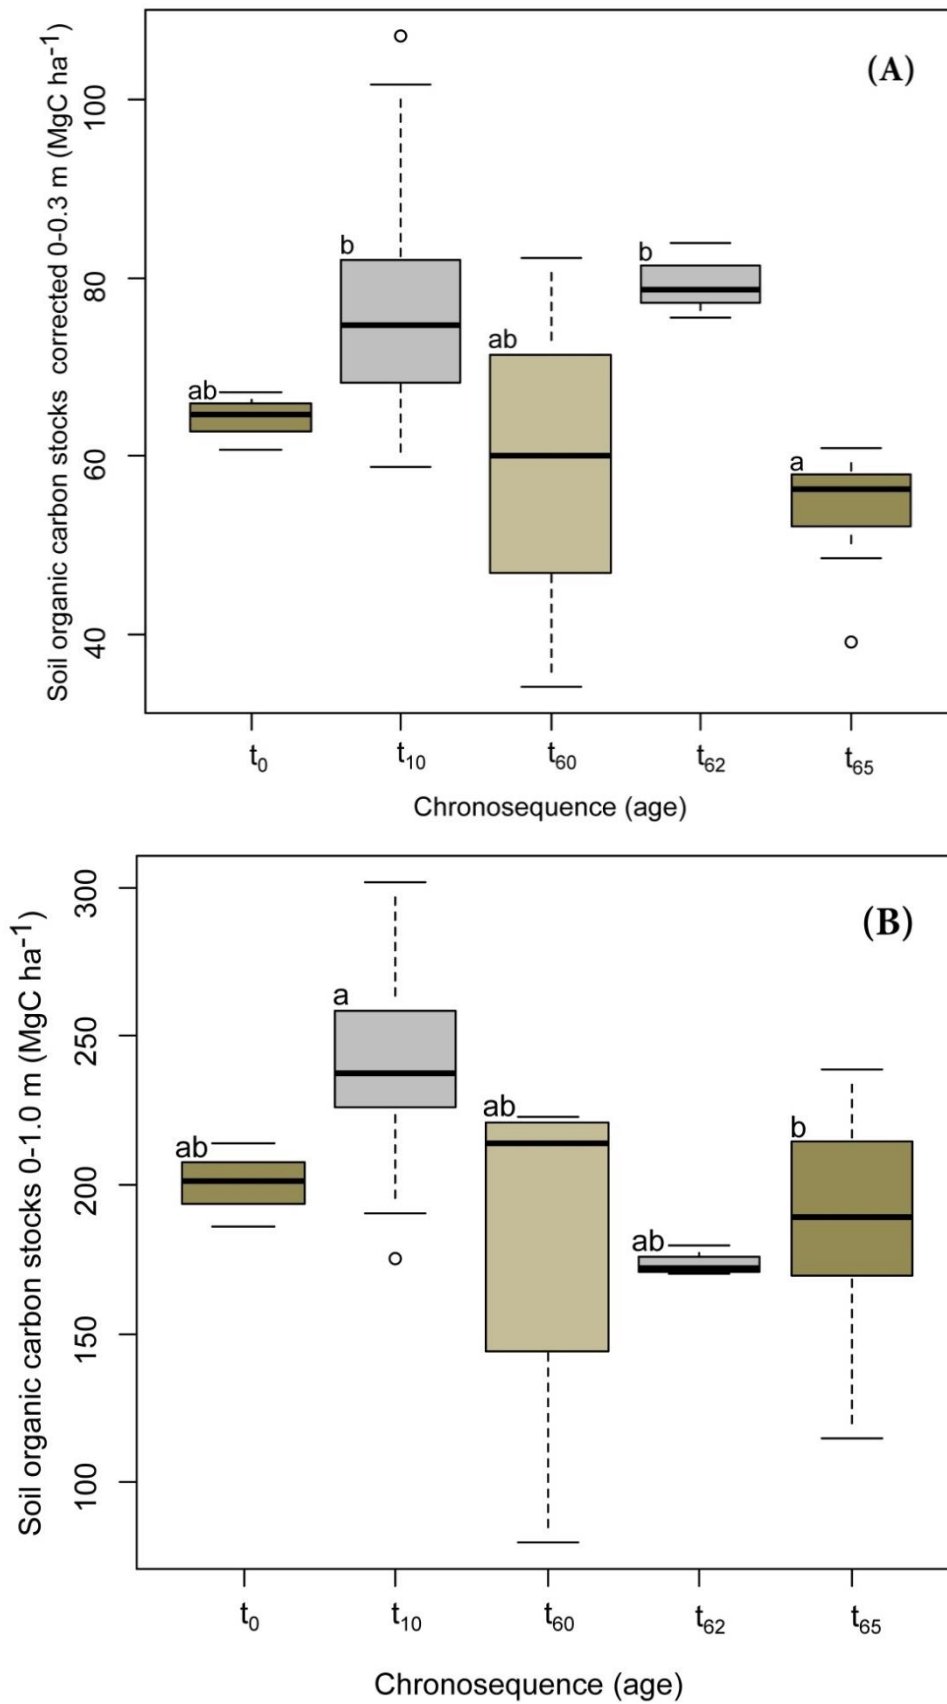 (A)
Soil organic carbon stocks  corrected 0-0.3 m (MgC ha⁻¹)
100
80
60
40
b
b
ab
ab
a
t₀
t₁₀
t₆₀
t₆₂
t₆₅
Chronosequence (age)
(B)
Soil organic carbon stocks 0-1.0 m (MgC ha⁻¹)
300
250
200
150
100
a
ab
b
ab
ab
t₀
t₁₀
t₆₀
t₆₂
t₆₅
Chronosequence (age)